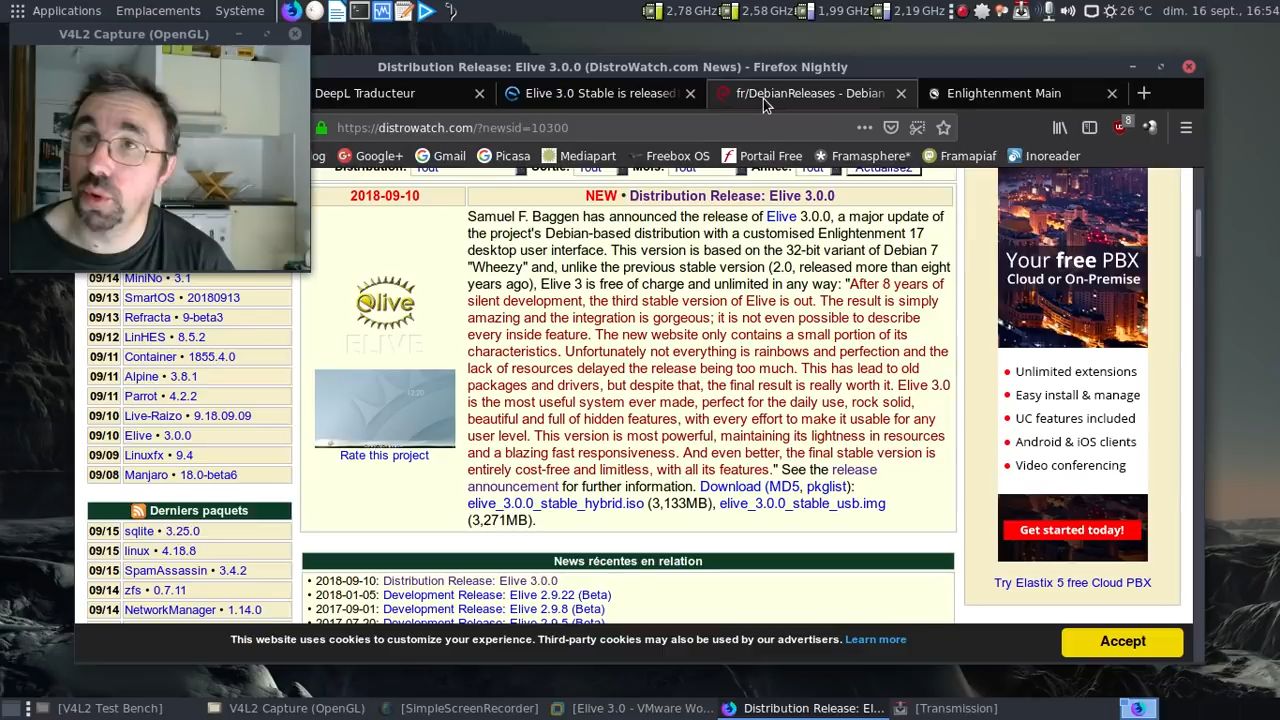 Applications Emplacements Système 2,78 GHz 2,58 GHz 1,99 GHz 2,19 GHz 26 °C dim. 16 sept., 16:54
V4L2 Capture (OpenGL)
Distribution Release: Elive 3.0.0 (DistroWatch.com News) - Firefox Nightly
DeepL Traducteur
Elive 3.0 Stable is released
fr/DebianReleases - Debian
Enlightenment Main
https://distrowatch.com/?newsid=10300
8
log Google+ Gmail Picasa Mediapart Freebox OS Portail Free Framasphere* Framapiaf Inoreader
Distribution: Tout Sortie: Tout Mois: Tout Année: Tout Actualisez
2018-09-10
NEW • Distribution Release: Elive 3.0.0
Samuel F. Baggen has announced the release of Elive 3.0.0, a major update of
the project's Debian-based distribution with a customised Enlightenment 17
desktop user interface. This version is based on the 32-bit variant of Debian 7
"Wheezy" and, unlike the previous stable version (2.0, released more than eight
years ago), Elive 3 is free of charge and unlimited in any way: "After 8 years of
silent development, the third stable version of Elive is out. The result is simply
amazing and the integration is gorgeous; it is not even possible to describe
every inside feature. The new website only contains a small portion of its
characteristics. Unfortunately not everything is rainbows and perfection and the
lack of resources delayed the release being too much. This has lead to old
packages and drivers, but despite that, the final result is really worth it. Elive 3.0
is the most useful system ever made, perfect for the daily use, rock solid,
beautiful and full of hidden features, with every effort to make it usable for any
user level. This version is most powerful, maintaining its lightness in resources
and a blazing fast responsiveness. And even better, the final stable version is
entirely cost-free and limitless, with all its features." See the release
announcement for further information. Download (MD5, pkglist):
elive_3.0.0_stable_hybrid.iso (3,133MB), elive_3.0.0_stable_usb.img
(3,271MB).
elive
ELIVE
Rate this project
09/14 MiniNo • 3.1
09/13 SmartOS • 20180913
09/13 Refracta • 9-beta3
09/12 LinHES • 8.5.2
09/11 Container • 1855.4.0
09/11 Alpine • 3.8.1
09/11 Parrot • 4.2.2
09/10 Live-Raizo • 9.18.09.09
09/10 Elive • 3.0.0
09/09 Linuxfx • 9.4
09/08 Manjaro • 18.0-beta6
Derniers paquets
09/15 sqlite • 3.25.0
09/15 linux • 4.18.8
09/15 SpamAssassin • 3.4.2
09/14 zfs • 0.7.11
09/14 NetworkManager • 1.14.0
News récentes en relation
• 2018-09-10: Distribution Release: Elive 3.0.0
• 2018-01-05: Development Release: Elive 2.9.22 (Beta)
• 2017-09-01: Development Release: Elive 2.9.8 (Beta)
• 2017-07-20: Development Release: Elive 2.9.5 (Beta)
Your free PBX
Cloud or On-Premise
Unlimited extensions
Easy install & manage
UC features included
Android & iOS clients
Video conferencing
Get started today!
Try Elastix 5 free Cloud PBX
This website uses cookies to customize your experience. Third-party cookies may also be used by our advertisers. Learn more
Accept
[V4L2 Test Bench] V4L2 Capture (OpenGL) [SimpleScreenRecorder] [Elive 3.0 - VMware Wo... Distribution Release: El... [Transmission]